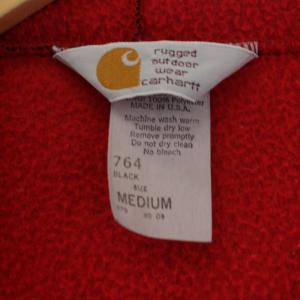 rugged
outdoor
wear
carhartt
100% Polyester
MADE IN U.S.A.
Machine wash warm
Tumble dry low
Remove promptly
Do not dry clean
No bleach
764
BLACK
SIZE
MEDIUM